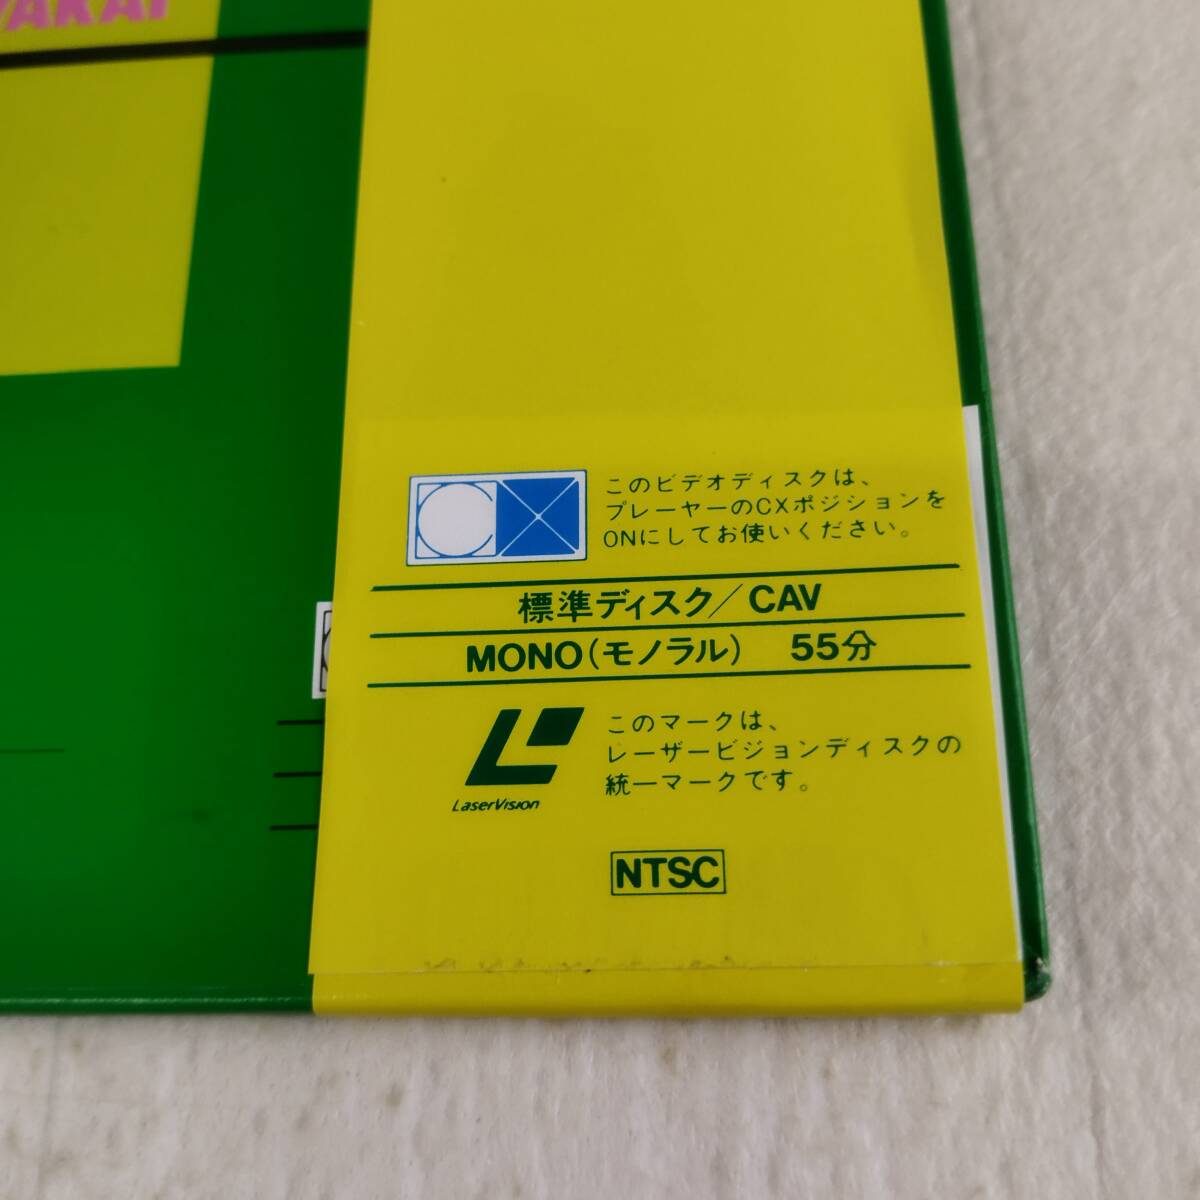 このビデオディスクは、
プレーヤーのCXポジションを
ONにしてお使いください。
標準ディスク/CAV
MONO(モノラル) 55分
このマークは、
レーザービジョンディスクの
統一マークです。
LaserVision
NTSC